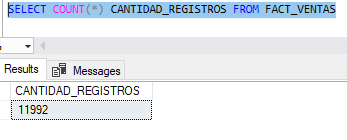 SELECT COUNT(*) CANTIDAD_REGISTROS FROM FACT_VENTAS
Results
Messages
CANTIDAD_REGISTROS
11992